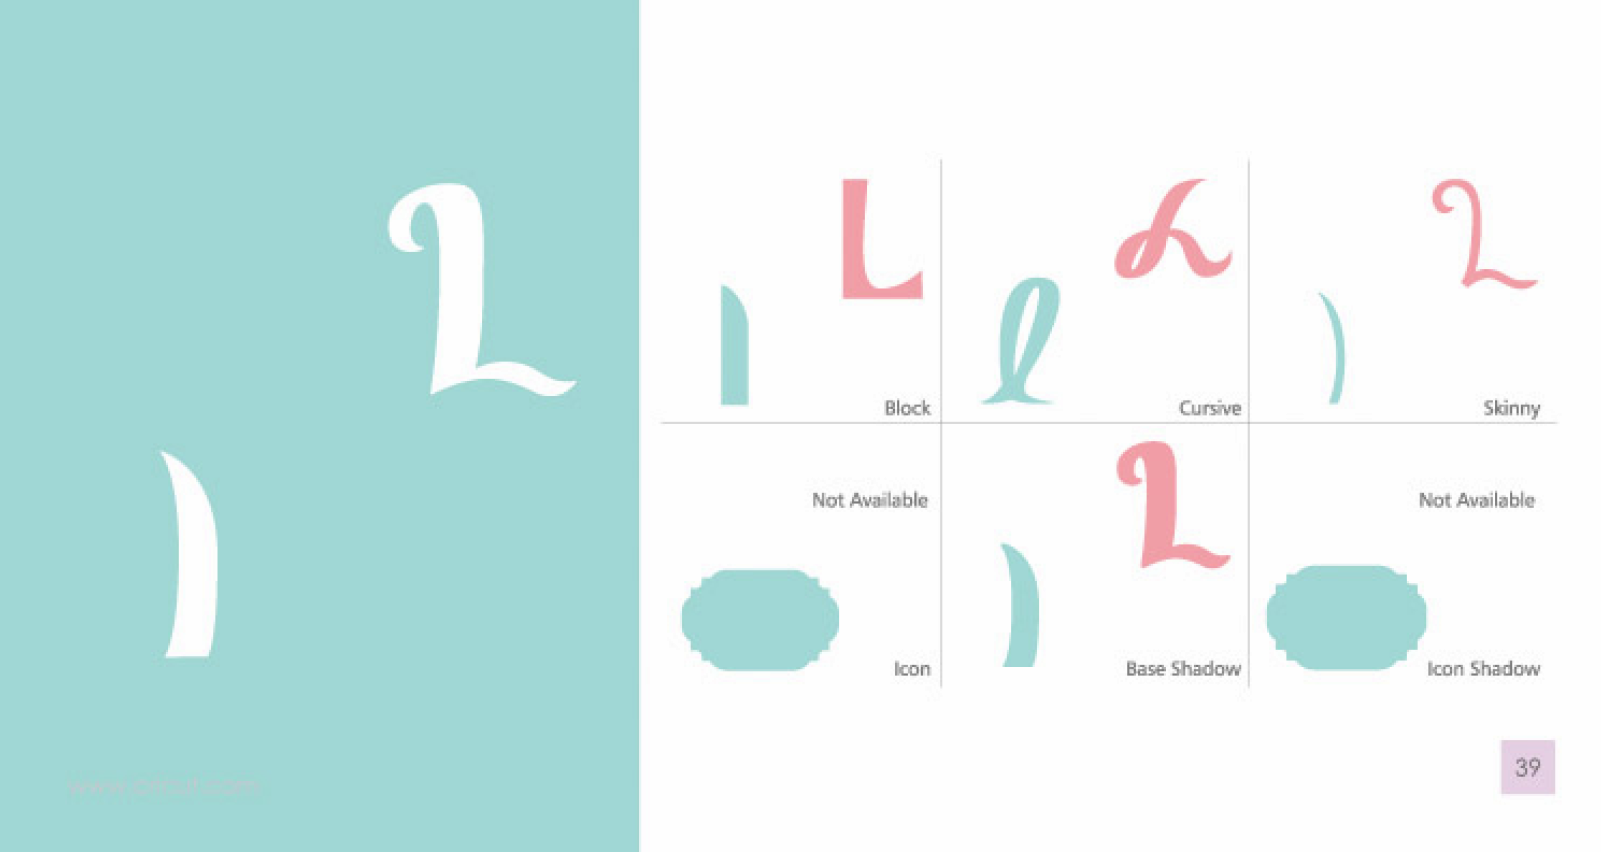 L
l
L
l
Block
L
l
Cursive
L
l
Skinny
Not Available
Icon
L
l
Base Shadow
Not Available
Icon Shadow
www.cricut.com
39